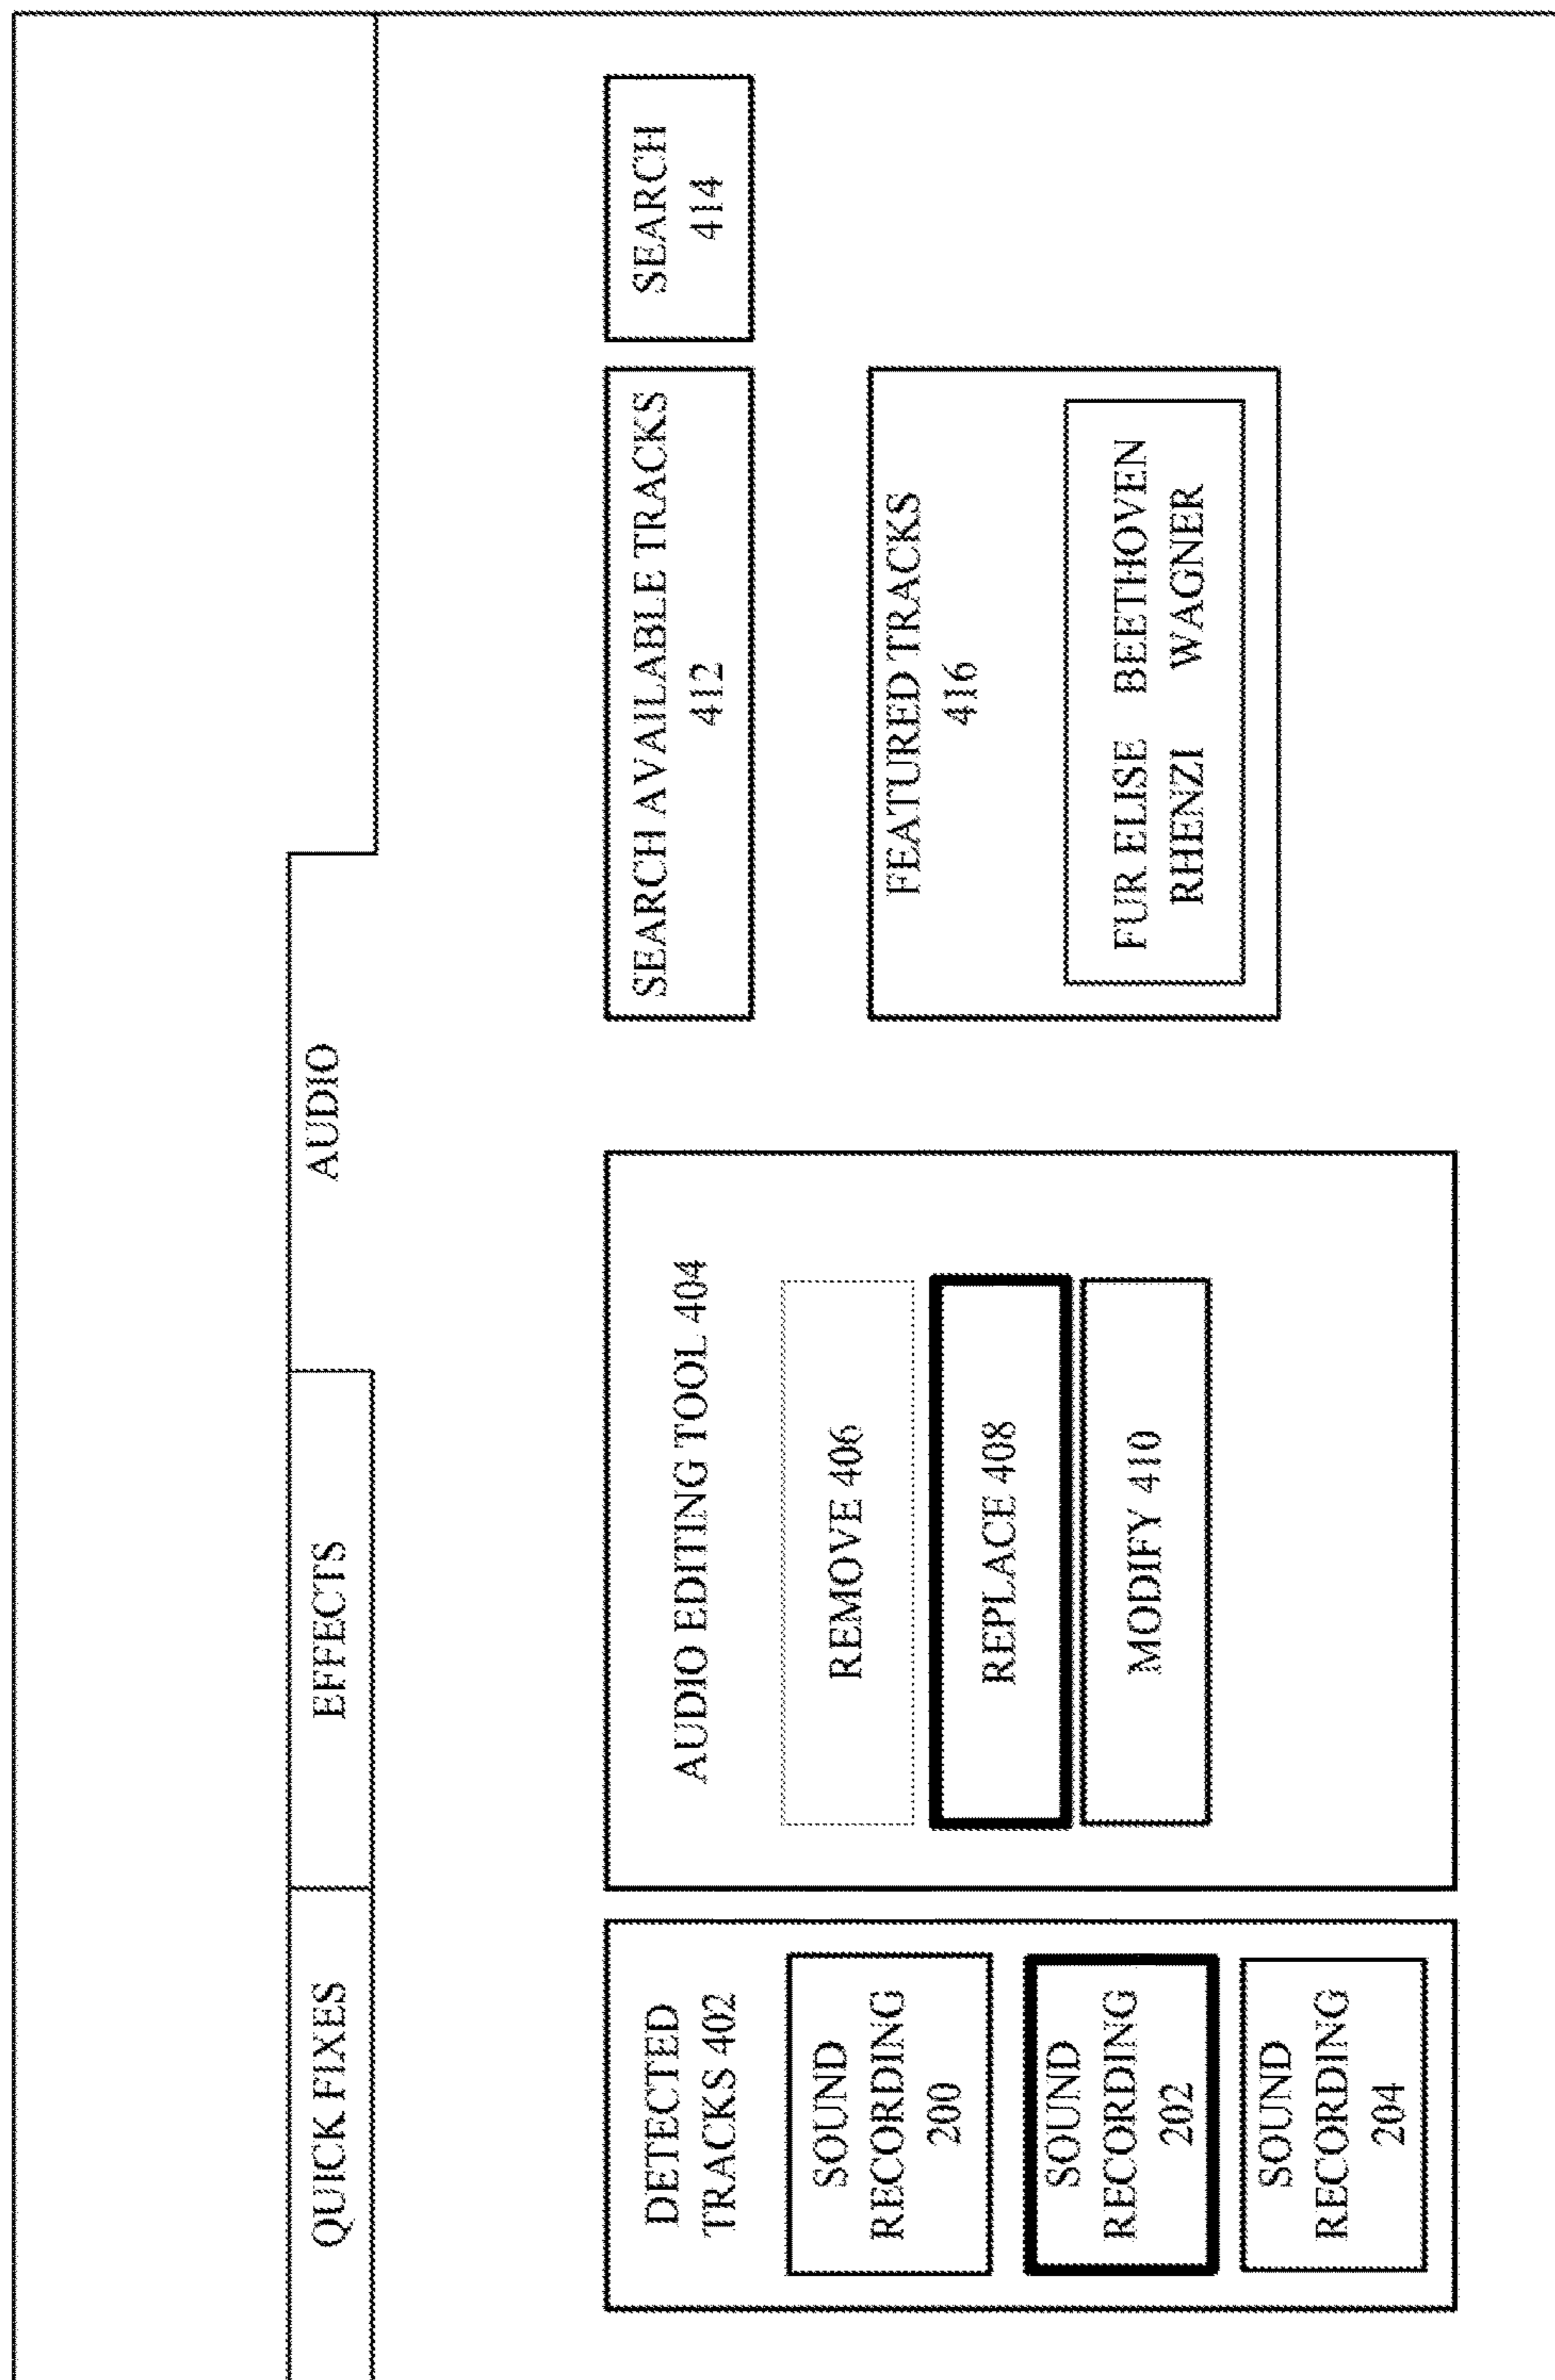 QUICK FIXES
EFFECTS
AUDIO
DETECTED
TRACKS 402
SOUND
RECORDING
200
SOUND
RECORDING
202
SOUND
RECORDING
204
AUDIO EDITING TOOL 404
REMOVE 406
REPLACE 408
MODIFY 410
SEARCH AVAILABLE TRACKS
412
SEARCH
414
FEATURED TRACKS
416
FUR ELISE BEETHOVEN
RHENZI WAGNER